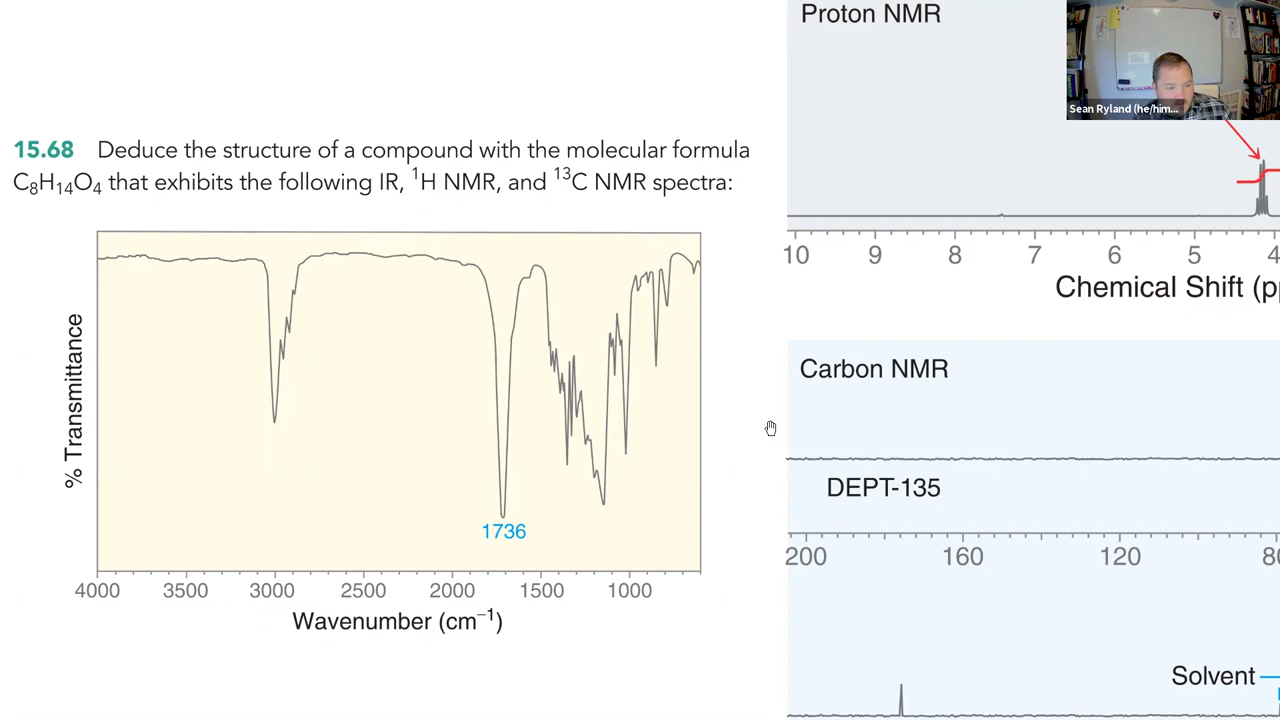 15.68 Deduce the structure of a compound with the molecular formula
C₈H₁₄O₄ that exhibits the following IR, ¹H NMR, and ¹³C NMR spectra:
% Transmittance
1736
4000 3500 3000 2500 2000 1500 1000
Wavenumber (cm⁻¹)
Proton NMR
Sean Ryland (he/him...
10 9 8 7 6 5 4
Chemical Shift (pp
Carbon NMR
DEPT-135
200 160 120 80
Solvent